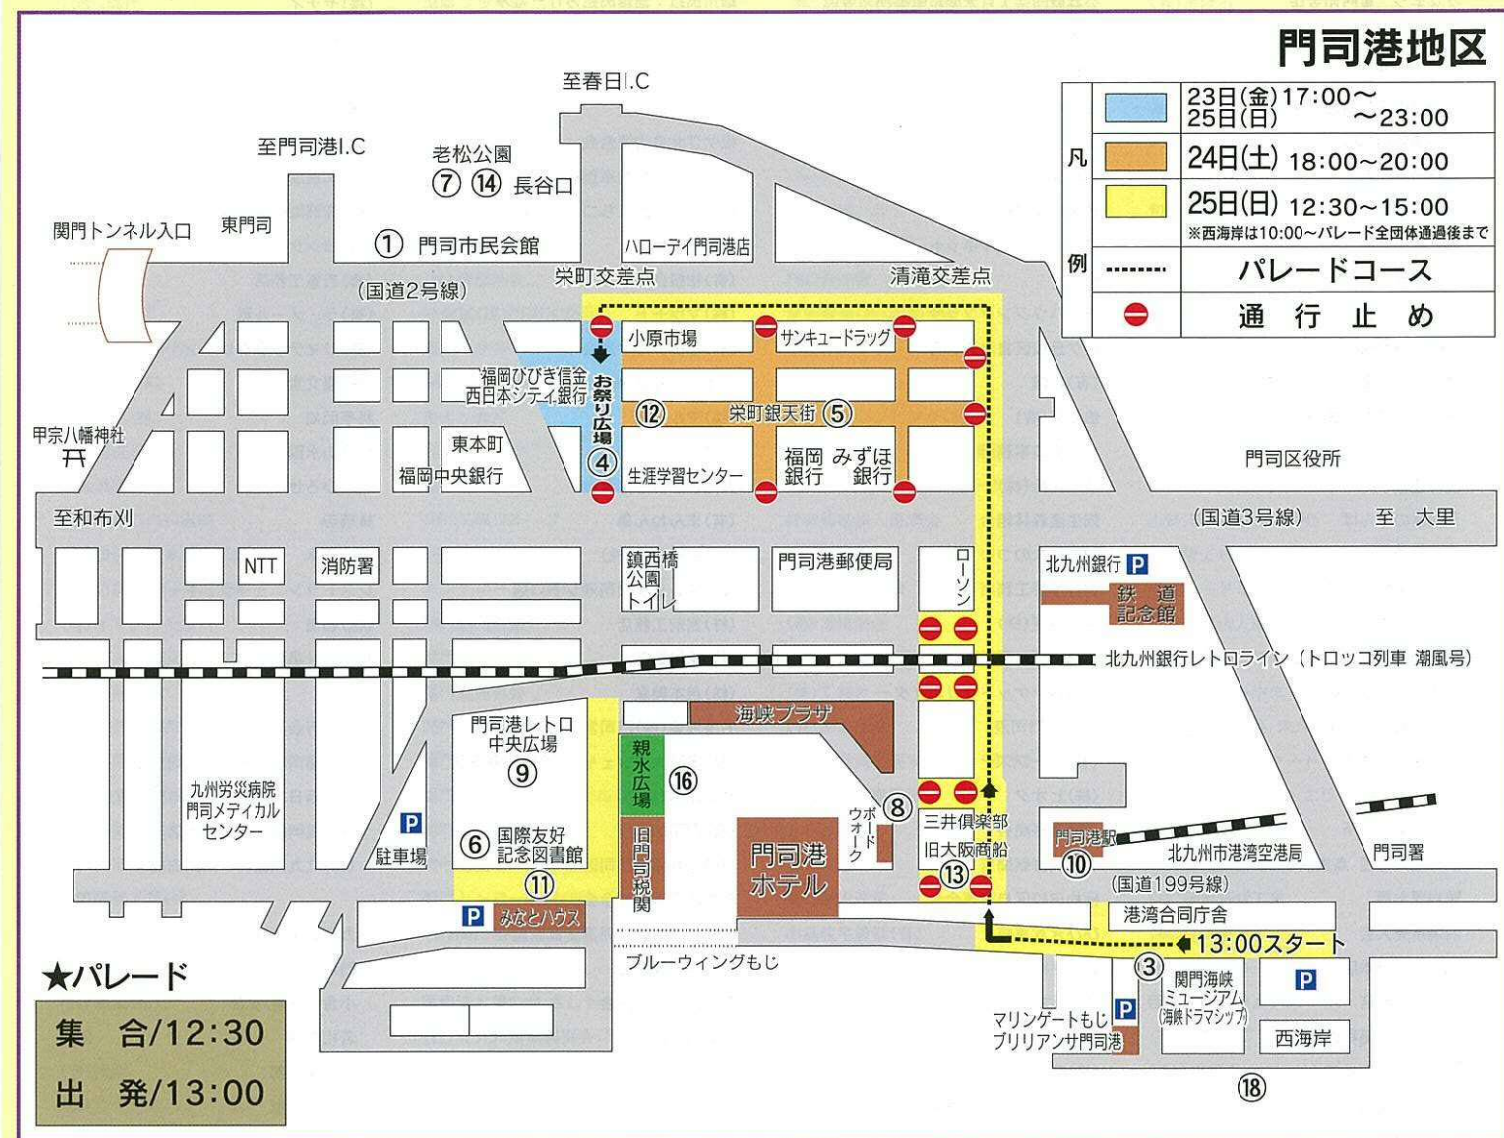 門司港地区
凡例
23日(金)17:00〜
25日(日)　　〜23:00
24日(土) 18:00〜20:00
25日(日) 12:30〜15:00
※西海岸は10:00〜パレード全団体通過後まで
パレードコース
通行止め
至春日I.C
至門司港I.C
老松公園
⑦ ⑭ 長谷口
関門トンネル入口
東門司
① 門司市民会館
ハローデイ門司港店
(国道2号線)
栄町交差点
清滝交差点
小原市場
サンキュードラッグ
福岡ひびき信金
西日本シティ銀行
お祭り広場
④
⑫
栄町銀天街 ⑤
甲宗八幡神社
東本町
福岡中央銀行
生涯学習センター
福岡
銀行
みずほ
銀行
門司区役所
至和布刈
(国道3号線)
至 大里
NTT
消防署
鎮西橋
公園
トイレ
門司港郵便局
ローソン
北九州銀行 P
鉄道
記念館
北九州銀行レトロライン (トロッコ列車 潮風号)
門司港レトロ
中央広場
⑨
海峡プラザ
親水広場
⑯
九州労災病院
門司メディカル
センター
P
駐車場
⑥ 国際友好
記念図書館
旧門司税関
門司港
ホテル
ボード
ウォーク
⑧
三井倶楽部
旧大阪商船
⑬
門司港駅
⑩
北九州市港湾空港局
門司署
⑪
(国道199号線)
P みなとハウス
港湾合同庁舎
13:00スタート
ブルーウィングもじ
③
関門海峡
ミュージアム
(海峡ドラマシップ)
P
P
マリンゲートもじ
ブリリアンサ門司港
西海岸
⑱
★パレード
集　合/12:30
出　発/13:00